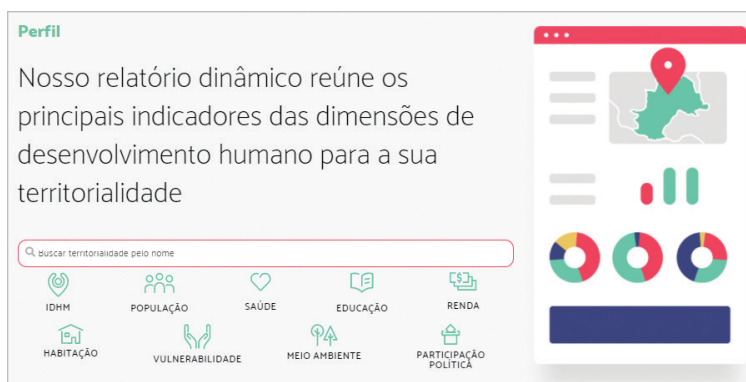 Perfil
Nosso relatório dinâmico reúne os
principais indicadores das dimensões de
desenvolvimento humano para a sua
territorialidade
Buscar territorialidade pelo nome
IDHM POPULAÇÃO SAÚDE EDUCAÇÃO RENDA
HABITAÇÃO VULNERABILIDADE MEIO AMBIENTE PARTICIPAÇÃO
POLÍTICA